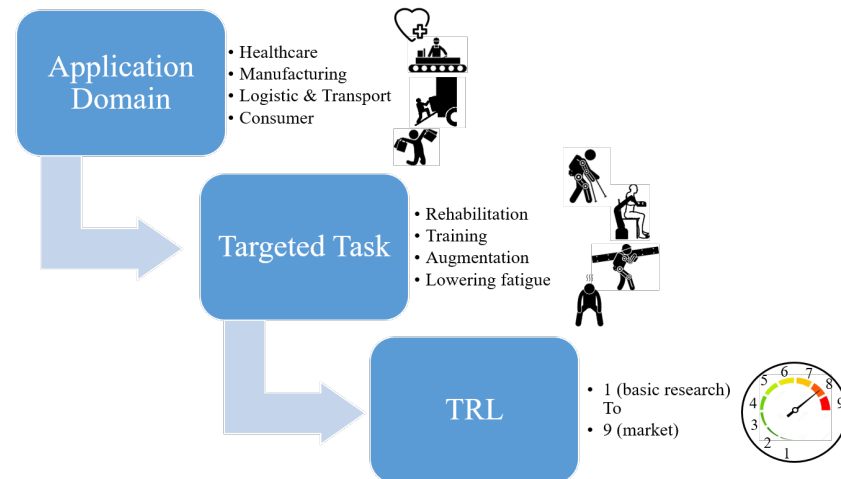 Application
Domain
• Healthcare
• Manufacturing
• Logistic & Transport
• Consumer
Targeted Task
• Rehabilitation
• Training
• Augmentation
• Lowering fatigue
TRL
• 1 (basic research)
To
• 9 (market)
1
2
3
4
5
6
7
8
9